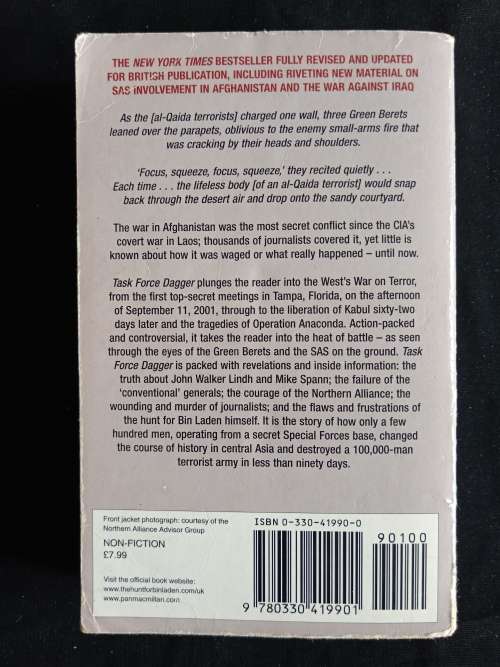 THE NEW YORK TIMES BESTSELLER FULLY REVISED AND UPDATED
FOR BRITISH PUBLICATION, INCLUDING RIVETING NEW MATERIAL ON
SAS INVOLVEMENT IN AFGHANISTAN AND THE WAR AGAINST IRAQ
As the [al-Qaida terrorists] charged one wall, three Green Berets
leaned over the parapets, oblivious to the enemy small-arms fire that
was cracking by their heads and shoulders.
‘Focus, squeeze, focus, squeeze,’ they recited quietly . . .
Each time . . . the lifeless body [of an al-Qaida terrorist] would snap
back through the desert air and drop onto the sandy courtyard.
The war in Afghanistan was the most secret conflict since the CIA’s
covert war in Laos; thousands of journalists covered it, yet little is
known about how it was waged or what really happened – until now.
Task Force Dagger plunges the reader into the West’s War on Terror,
from the first top-secret meetings in Tampa, Florida, on the afternoon
of September 11, 2001, through to the liberation of Kabul sixty-two
days later and the tragedies of Operation Anaconda. Action-packed
and controversial, it takes the reader into the heat of battle – as seen
through the eyes of the Green Berets and the SAS on the ground. Task
Force Dagger is packed with revelations and inside information: the
truth about John Walker Lindh and Mike Spann; the failure of the
‘conventional’ generals; the courage of the Northern Alliance; the
wounding and murder of journalists; and the flaws and frustrations of
the hunt for Bin Laden himself. It is the story of how only a few
hundred men, operating from a secret Special Forces base, changed
the course of history in central Asia and destroyed a 100,000-man
terrorist army in less than ninety days.
Front jacket photograph: courtesy of the
Northern Alliance Advisor Group
NON-FICTION
£7.99
Visit the official book website:
www.thehuntforbinladen.com/uk
www.panmacmillan.com
ISBN 0-330-41990-0
90100
9 780330 419901